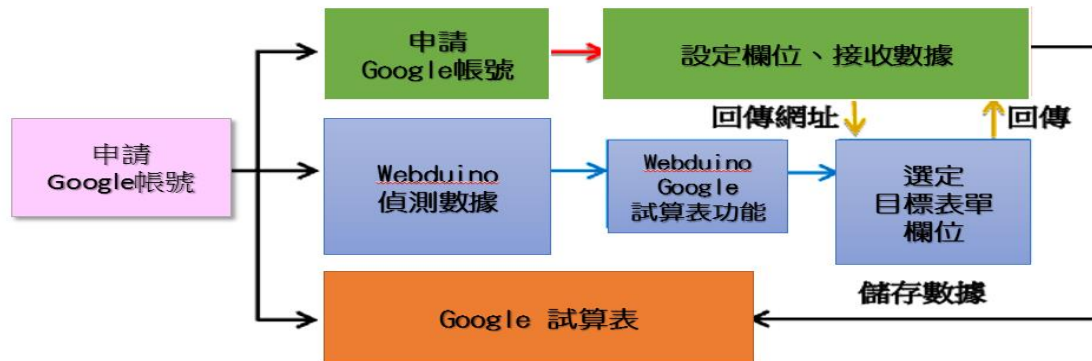 申請
Google帳號
設定欄位、接收數據
回傳網址
回傳
申請
Google帳號
Webduino
偵測數據
Webduino
Google
試算表功能
選定
目標表單
欄位
儲存數據
Google 試算表